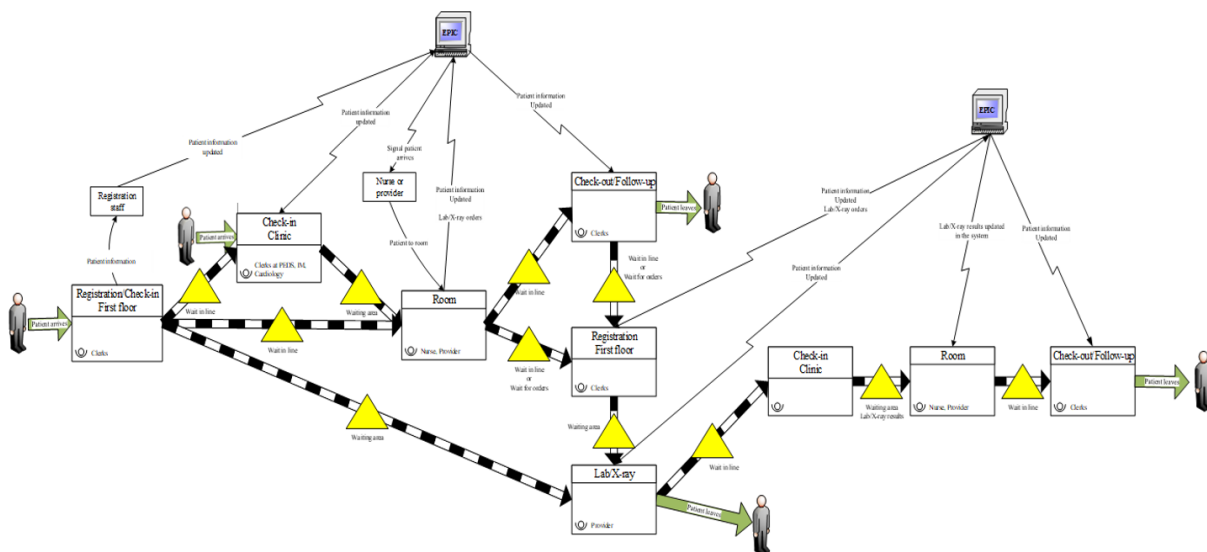 EPIC
Patient information
updated
Patient information
updated
Signal patient
arrives
Patient information
Updated
Lab/X-ray orders
Patient information
Updated
EPIC
Registration
staff
Nurse or
provider
Patient to room
Patient information
Patient arrives
Check-in
Clinic
Clerks at PEDS, IM,
Cardiology
Check-out/Follow-up
Clerks
Patient leaves
Patient information
Updated
Lab/X-ray orders
Lab/X-ray results updated
in the system
Patient information
Updated
Patient information
Updated
Wait in line
or
Wait for orders
Patient arrives
Registration/Check-in
First floor
Clerks
Wait in line
Waiting area
Wait in line
Room
Nurse, Provider
Wait in line
Wait in line
or
Wait for orders
Registration
First floor
Clerks
Waiting area
Waiting area
Lab/X-ray
Provider
Patient leaves
Wait in line
Check-in
Clinic
Waiting area
Lab/X-ray results
Room
Nurse, Provider
Wait in line
Check-out/Follow-up
Clerks
Patient leaves